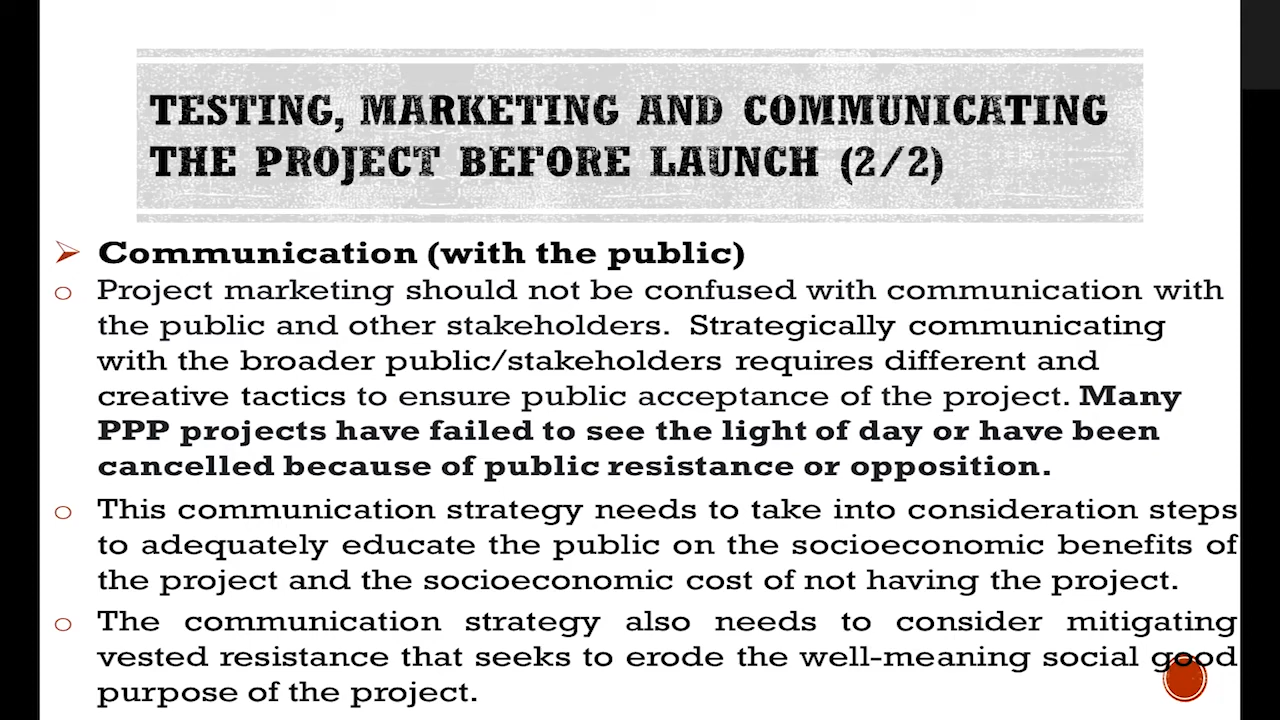 TESTING, MARKETING AND COMMUNICATING
THE PROJECT BEFORE LAUNCH (2/2)
Communication (with the public)
Project marketing should not be confused with communication with
the public and other stakeholders. Strategically communicating
with the broader public/stakeholders requires different and
creative tactics to ensure public acceptance of the project. Many
PPP projects have failed to see the light of day or have been
cancelled because of public resistance or opposition.
This communication strategy needs to take into consideration steps
to adequately educate the public on the socioeconomic benefits of
the project and the socioeconomic cost of not having the project.
The communication strategy also needs to consider mitigating
vested resistance that seeks to erode the well-meaning social good
purpose of the project.